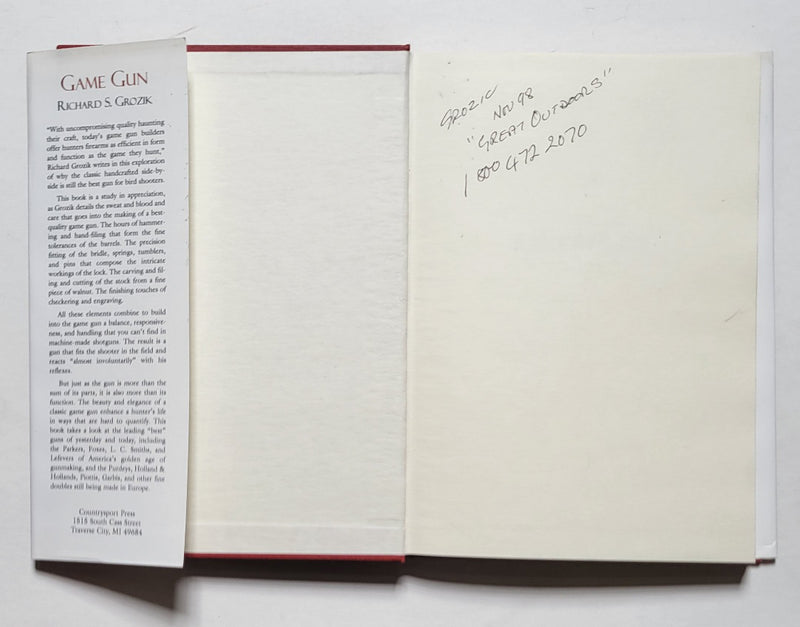 GAME GUN
RICHARD S. GROZIK
"With uncompromising quality haunting
their craft, today's game gun builders
offer hunters firearms as efficient in form
and function as the game they hunt,"
Richard Grozik writes in this exploration
of why the classic handcrafted side-by-
side is still the best gun for bird shooters.
This book is a study in appreciation,
as Grozik details the sweat and blood and
care that goes into the making of a best-
quality game gun. The hours of hammer-
ing and hand-filing that form the fine
tolerances of the barrels. The precision
fitting of the bridle, springs, tumblers,
and pins that compose the intricate
workings of the lock. The carving and fil-
ing and cutting of the stock from a fine
piece of walnut. The finishing touches of
checkering and engraving.
All these elements combine to build
into the game gun a balance, responsive-
ness, and handling that you can't find in
machine-made shotguns. The result is a
gun that fits the shooter in the field and
reacts "almost involuntarily" with his
reflexes.
But just as the gun is more than the
sum of its parts, it is also more than its
function. The beauty and elegance of a
classic game gun enhance a hunter's life
in ways that are hard to quantify. This
book takes a look at the leading "best"
guns of yesterday and today, including
the Parkers, Foxes, L. C. Smiths, and
Lefevers of America's golden age of
gunmaking, and the Purdeys, Holland &
Hollands, Piottis, Garbis, and other fine
doubles still being made in Europe.
Countrysport Press
1515 South Cass Street
Traverse City, MI 49684
GROZIC
NOV 98
"GREAT OUTDOORS"
1 800 472 2070